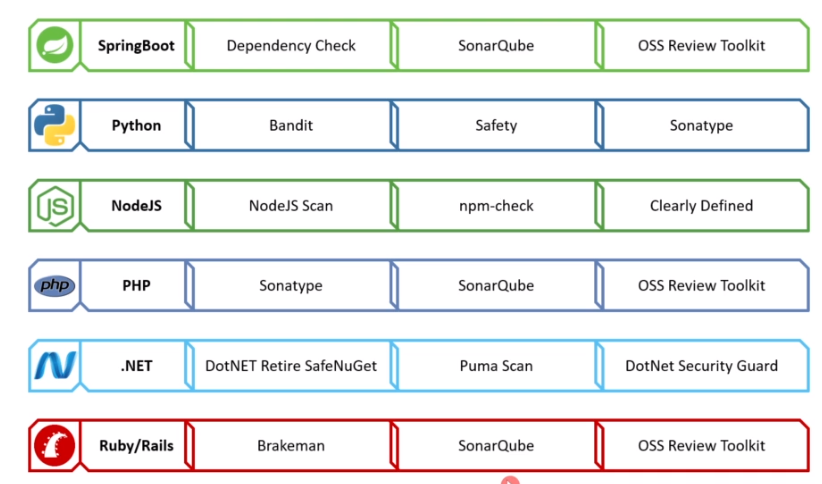 SpringBoot Dependency Check SonarQube OSS Review Toolkit
Python Bandit Safety Sonatype
JS NodeJS NodeJS Scan npm-check Clearly Defined
php PHP Sonatype SonarQube OSS Review Toolkit
.NET DotNET Retire SafeNuGet Puma Scan DotNet Security Guard
Ruby/Rails Brakeman SonarQube OSS Review Toolkit